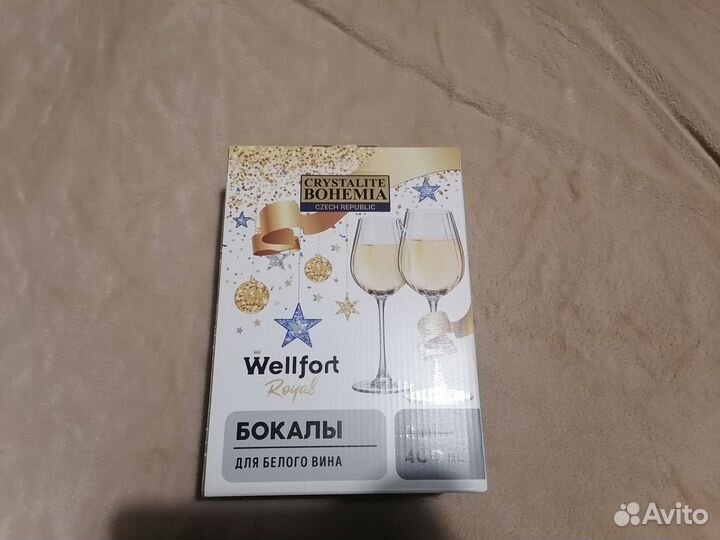 CRYSTALITE
BOHEMIA
CZECH REPUBLIC
Wellfort
Royal
БОКАЛЫ
ДЛЯ БЕЛОГО ВИНА
Avito